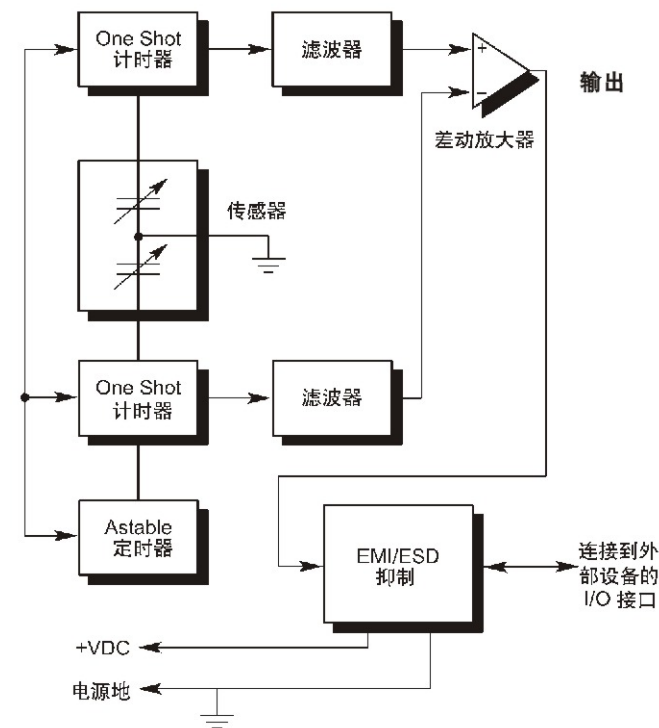 One Shot
计时器
滤波器
+
−
输出
差动放大器
传感器
One Shot
计时器
滤波器
Astable
定时器
EMI/ESD
抑制
连接到外
部设备的
I/O 接口
+VDC
电源地